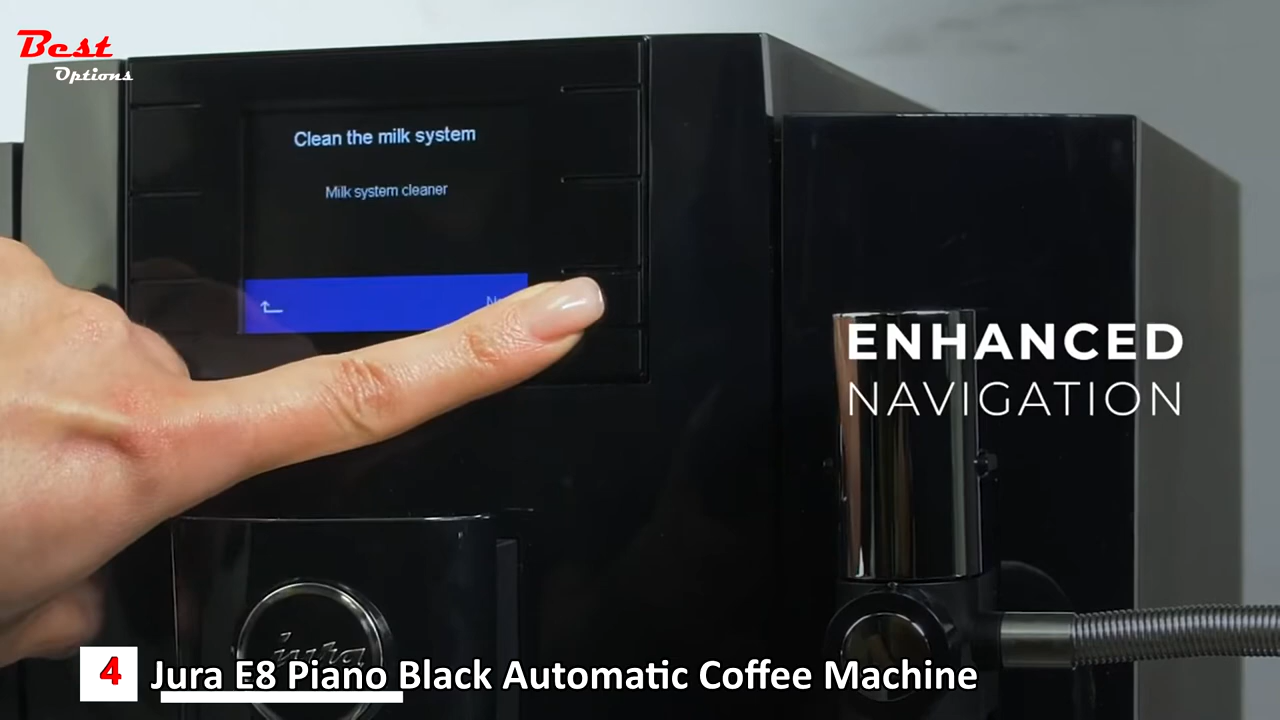 Best
Options
Clean the milk system
Milk system cleaner
ENHANCED
NAVIGATION
jura
4 Jura E8 Piano Black Automatic Coffee Machine